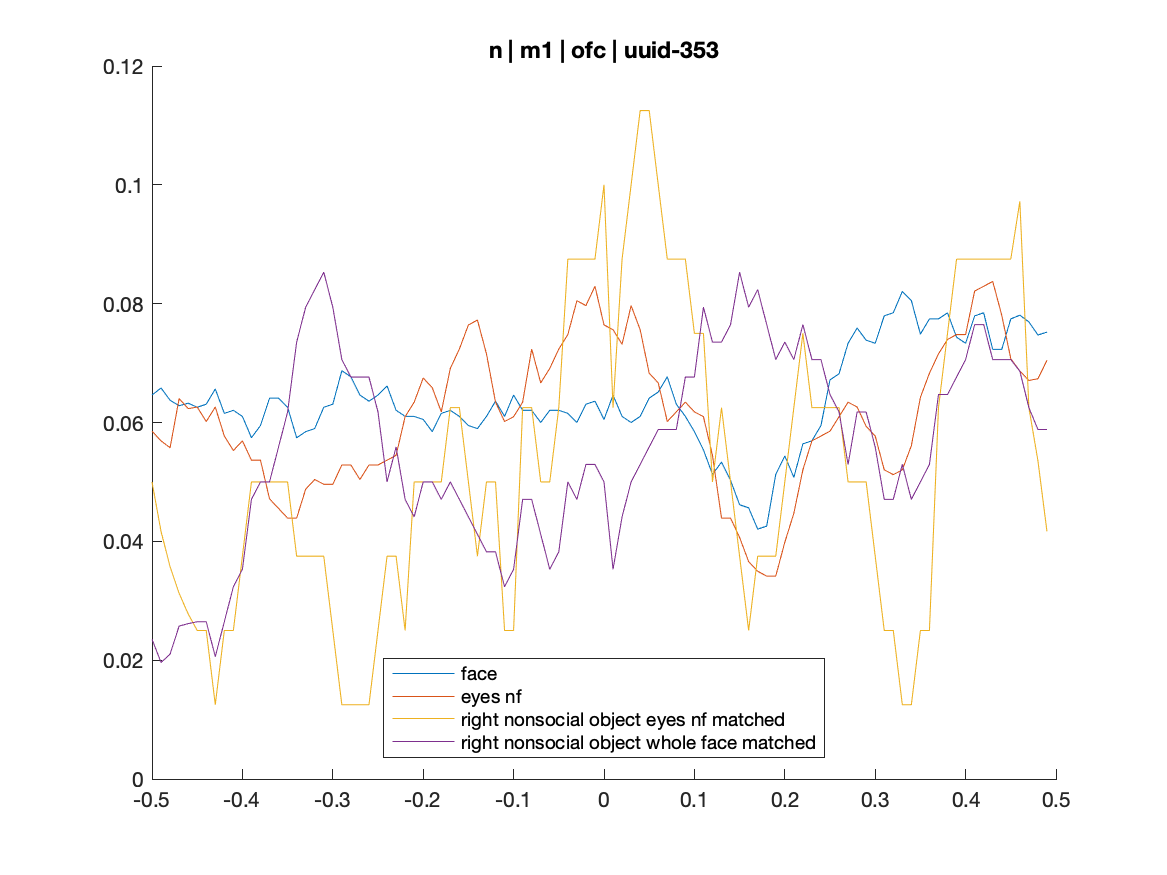 n | m1 | ofc | uuid-353
0.12
0.1
0.08
0.06
0.04
0.02
0
face
eyes nf
right nonsocial object eyes nf matched
right nonsocial object whole face matched
-0.5 -0.4 -0.3 -0.2 -0.1 0 0.1 0.2 0.3 0.4 0.5